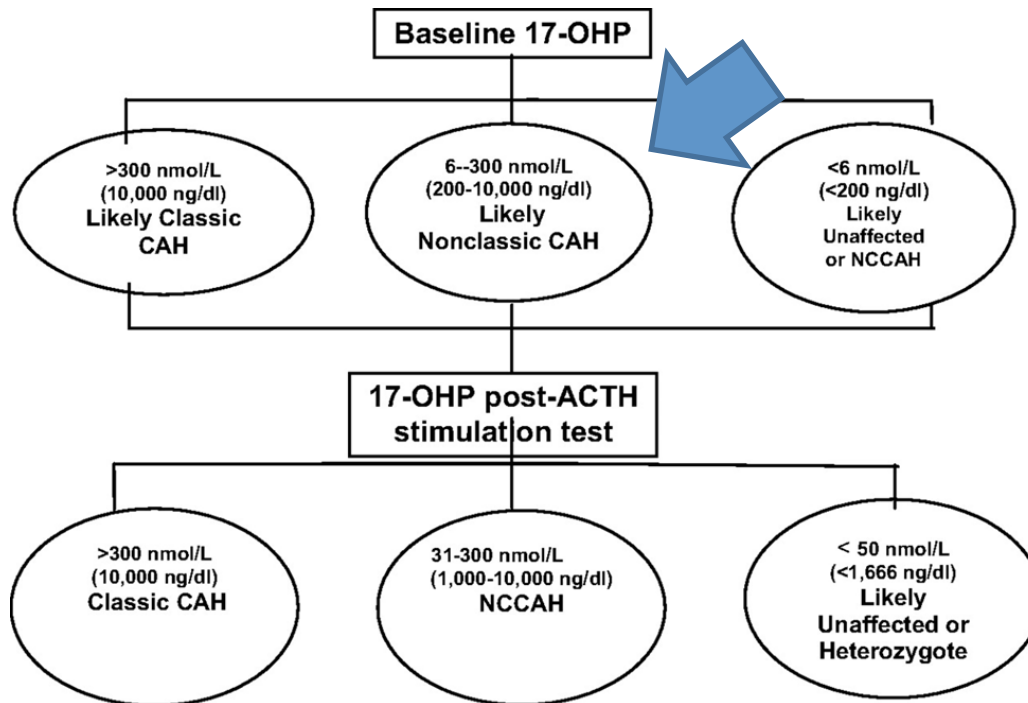 Baseline 17-OHP
>300 nmol/L
(10,000 ng/dl)
Likely Classic
CAH
6--300 nmol/L
(200-10,000 ng/dl)
Likely
Nonclassic CAH
<6 nmol/L
(<200 ng/dl)
Likely
Unaffected
or NCCAH
17-OHP post-ACTH
stimulation test
>300 nmol/L
(10,000 ng/dl)
Classic CAH
31-300 nmol/L
(1,000-10,000 ng/dl)
NCCAH
< 50 nmol/L
(<1,666 ng/dl)
Likely
Unaffected or
Heterozygote